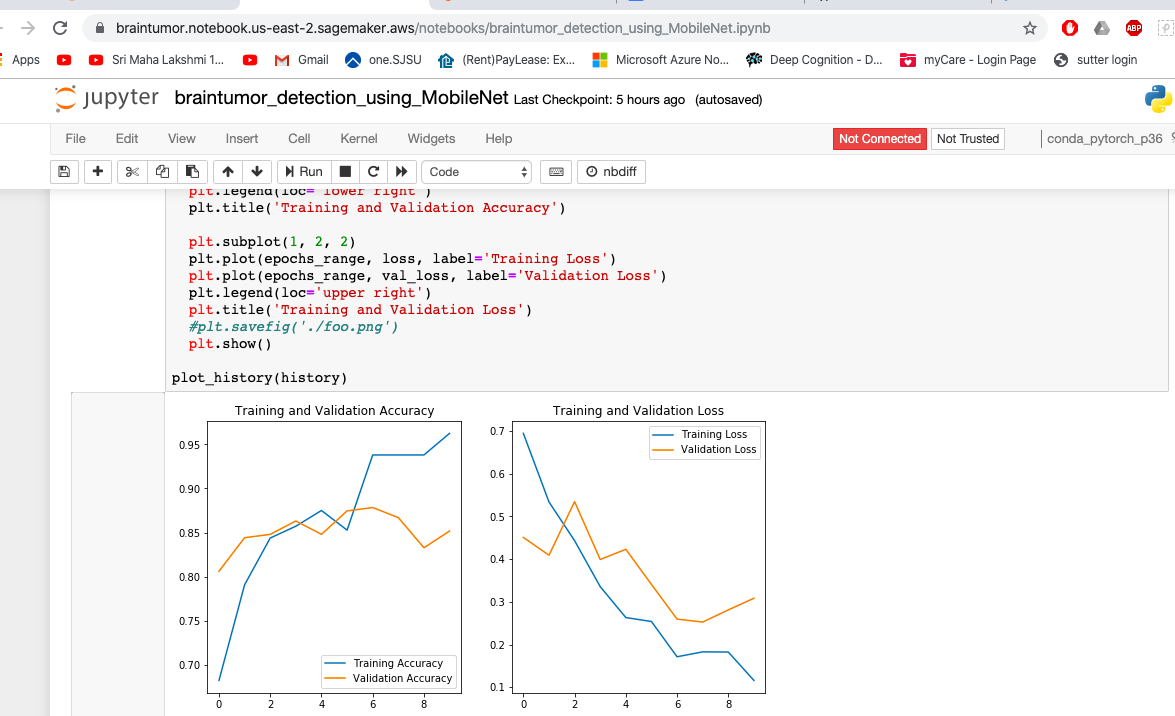 braintumor.notebook.us-east-2.sagemaker.aws/notebooks/braintumor_detection_using_MobileNet.ipynb
ABP
Apps Sri Maha Lakshmi 1... Gmail one.SJSU (Rent)PayLease: Ex... Microsoft Azure No... Deep Cognition - D... myCare - Login Page sutter login
jupyter braintumor_detection_using_MobileNet Last Checkpoint: 5 hours ago (autosaved)
File Edit View Insert Cell Kernel Widgets Help Not Connected Not Trusted conda_pytorch_p36
Run Code nbdiff
plt.legend(loc='lower right')
plt.title('Training and Validation Accuracy')
plt.subplot(1, 2, 2)
plt.plot(epochs_range, loss, label='Training Loss')
plt.plot(epochs_range, val_loss, label='Validation Loss')
plt.legend(loc='upper right')
plt.title('Training and Validation Loss')
#plt.savefig('./foo.png')
plt.show()
plot_history(history)
Training and Validation Accuracy
0.95
0.90
0.85
0.80
0.75
0.70
Training Accuracy
Validation Accuracy
0 2 4 6 8
Training and Validation Loss
0.7
0.6
0.5
0.4
0.3
0.2
0.1
Training Loss
Validation Loss
0 2 4 6 8